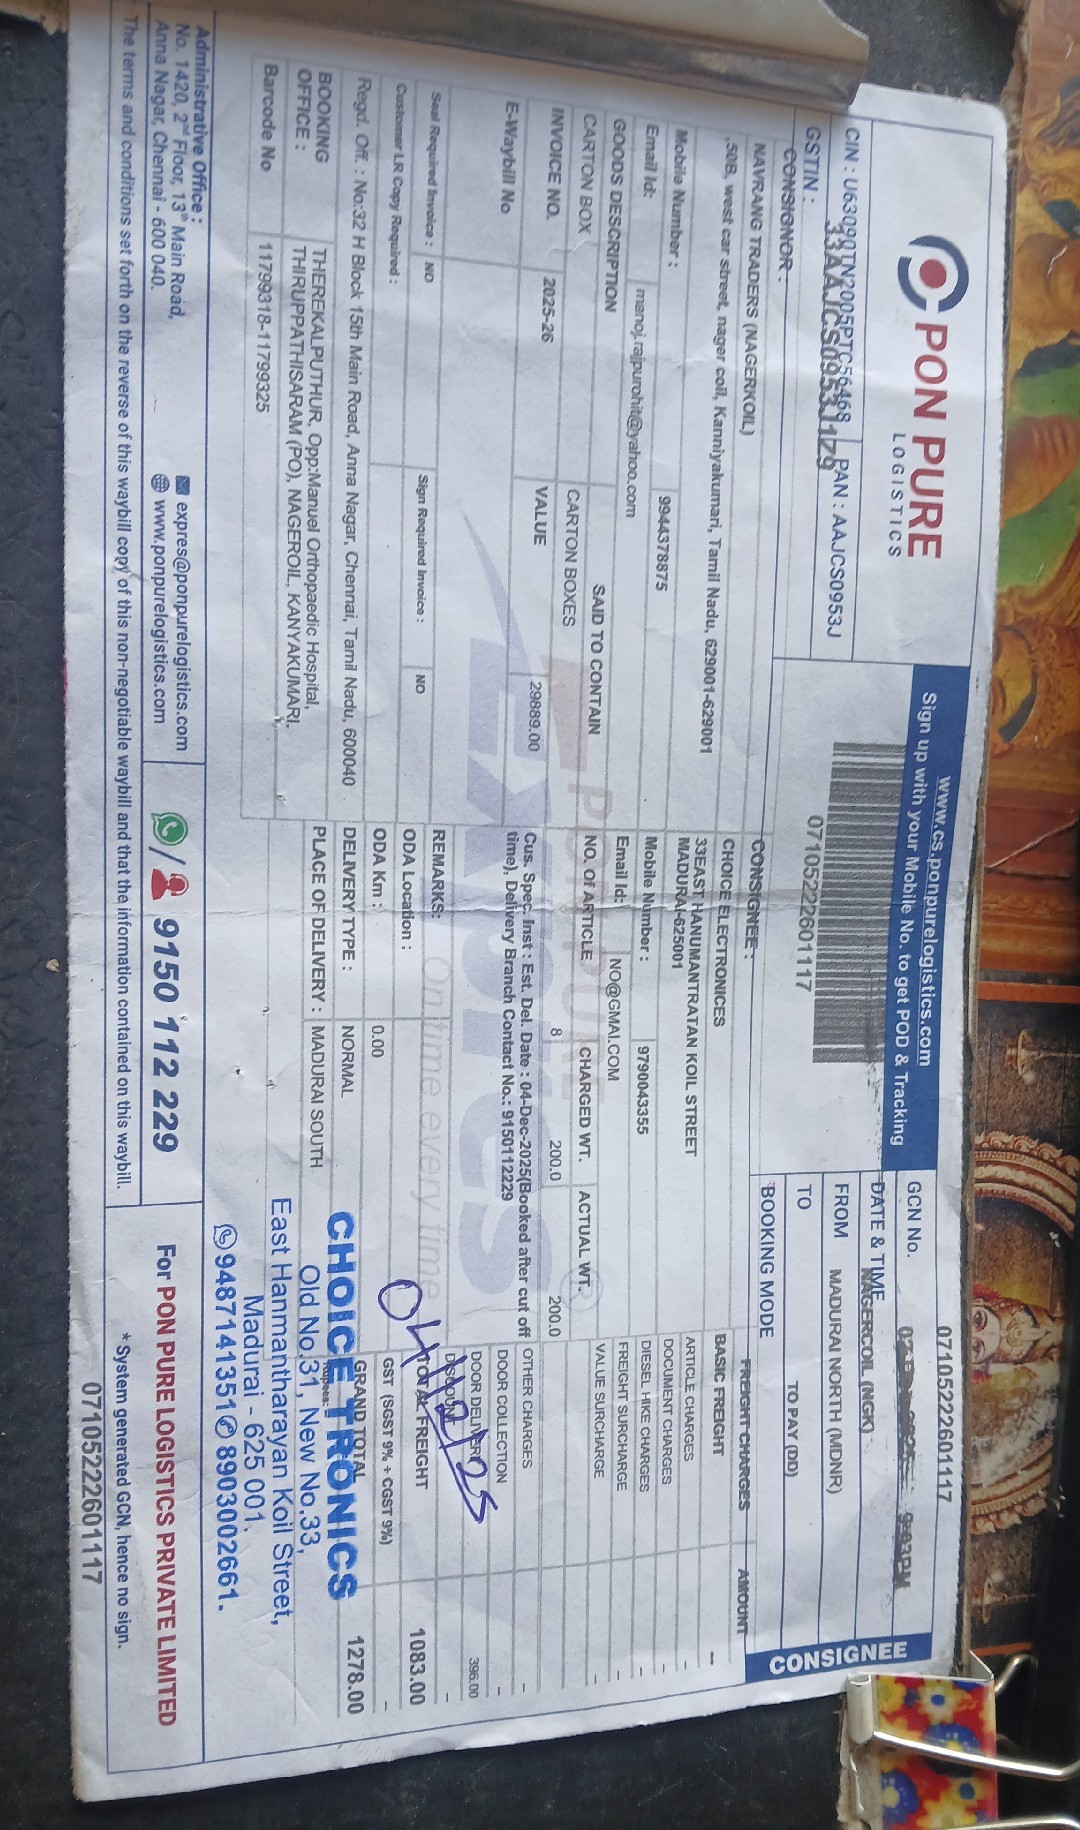 PON PURE
LOGISTICS
CIN : U63090TN2005PTC56468 PAN : AAJCS0953J
GSTIN : 33AAJCS0953J1Z9
www.cs.ponpurelogistics.com
Sign up with your Mobile No. to get POD & Tracking
0710522601117
GCN No. 0710522601117
DATE & TIME
FROM NAGERCOIL (NGK)
TO MADURAI NORTH (MDNR)
BOOKING MODE TO PAY (DD)
CONSIGNEE
CONSIGNOR :
NAVRANG TRADERS (NAGERKOIL)
,50B, west car street, nager coil, Kanniyakumari, Tamil Nadu, 629001-629001
Mobile Number : 9944378875
Email Id: manoj.rajpurohit@yahoo.com
CONSIGNEE :
CHOICE ELECTRONICES
33EAST HANUMANTRATAN KOIL STREET
MADURAI-625001
Mobile Number : 9790043355
Email Id: NO@GMAI.COM
GOODS DESCRIPTION SAID TO CONTAIN NO. Of ARTICLE CHARGED WT. ACTUAL WT.
CARTON BOX CARTON BOXES 8 200.0 200.0
INVOICE NO. 2025-26 VALUE 29889.00
E-Waybill No
Cus. Spec. Inst : Est. Del. Date : 04-Dec-2025(Booked after cut off
time), Delivery Branch Contact No.: 9150112229
Seal Required Invoice : NO Sign Required Invoice : NO
REMARKS:
Customer LR Copy Required :
ODA Location :
ODA Km : 0.00
Regd. Off. : No:32 H Block 15th Main Road, Anna Nagar, Chennai, Tamil Nadu, 600040
DELIVERY TYPE : NORMAL
BOOKING
OFFICE :
THEREKALPUTHUR, Opp:Manuel Orthopaedic Hospital,
THIRUPPATHISARAM (PO), NAGEROIL, KANYAKUMARI.
PLACE OF DELIVERY : MADURAI SOUTH
Barcode No 11799318-11799325
PON PURE
EXPRES
On time every time
FREIGHT CHARGES AMOUNT
BASIC FREIGHT --
ARTICLE CHARGES -
DOCUMENT CHARGES -
DIESEL HIKE CHARGES -
FREIGHT SURCHARGE -
VALUE SURCHARGE -
OTHER CHARGES -
DOOR COLLECTION -
DOOR DELIVERY 396.00
DISCOUNT -
TOTAL FREIGHT 1083.00
GST (SGST 9% + CGST 9%) -
GRAND TOTAL 1278.00
Rupees:
04/12/25
CHOICE TRONICS
Old No.31, New No.33,
East Hanmantharayan Koil Street,
Madurai - 625 001.
9487141351 8903002661.
Administrative Office :
No. 1420, 2nd Floor, 13th Main Road,
Anna Nagar, Chennai - 600 040.
expres@ponpurelogistics.com
www.ponpurelogistics.com
/ 9150 112 229
For PON PURE LOGISTICS PRIVATE LIMITED
* System generated GCN, hence no sign.
The terms and conditions set forth on the reverse of this waybill copy of this non-negotiable waybill and that the information contained on this waybill.
0710522601117